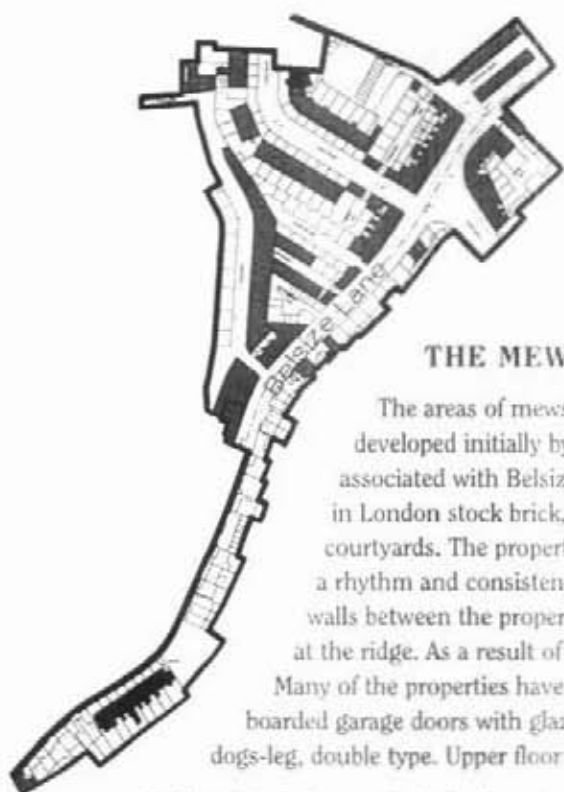 Belsize Lane
THE MEW
The areas of mews
developed initially by
associated with Belsiz
in London stock brick,
courtyards. The propert
a rhythm and consisten
walls between the proper
at the ridge. As a result of
Many of the properties have
boarded garage doors with glaz
dogs-leg, double type. Upper floor